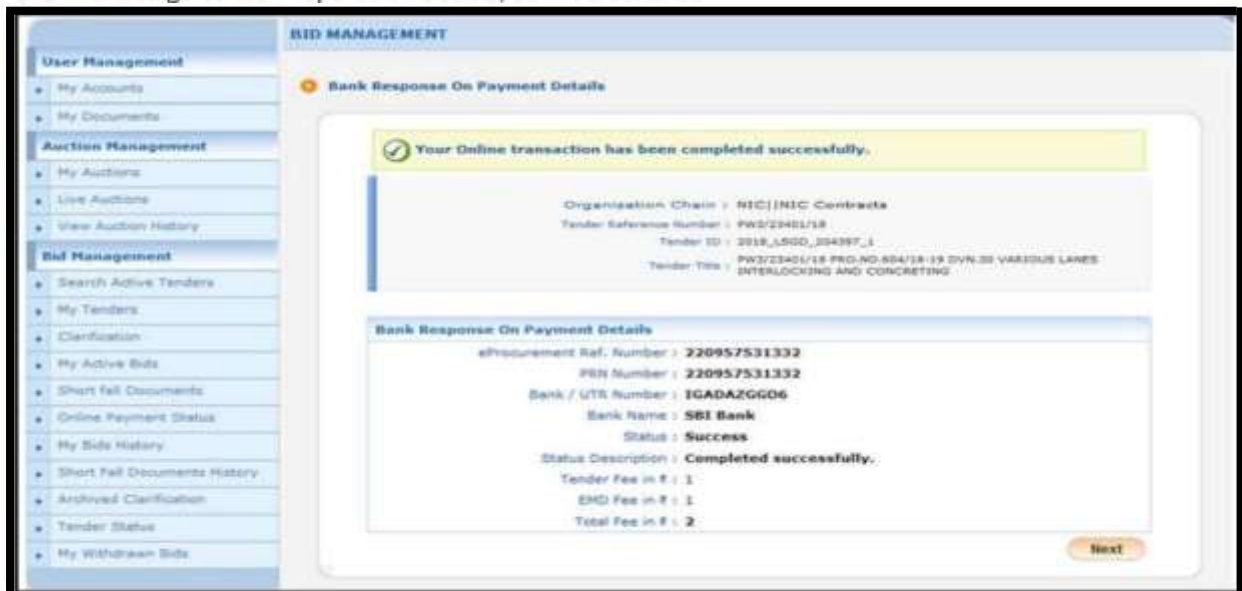 BID MANAGEMENT
User Management
My Accounts
My Documents
Auction Management
My Auctions
Live Auctions
View Auction History
Bid Management
Search Active Tenders
My Tenders
Clarification
My Active Bids
Short fall Documents
Online Payment Status
My Bids History
Short Fall Documents History
Archived Clarification
Tender Status
My Withdrawn Bids
Bank Response On Payment Details
Your Online transaction has been completed successfully.
Organisation Chain : NIC||NIC Contracts
Tender Reference Number : PW3/23401/18
Tender ID : 2018_LSGD_204397_1
Tender Title : PW3/23401/18 PRO.NO.604/18-19 DVN.20 VARIOUS LANES
INTERLOCKING AND CONCRETING
Bank Response On Payment Details
eProcurement Ref. Number : 220957531332
PRN Number : 220957531332
Bank / UTR Number : IGADAZGGD6
Bank Name : SBI Bank
Status : Success
Status Description : Completed successfully.
Tender Fee in ₹ : 1
EMD Fee in ₹ : 1
Total Fee in ₹ : 2
Next